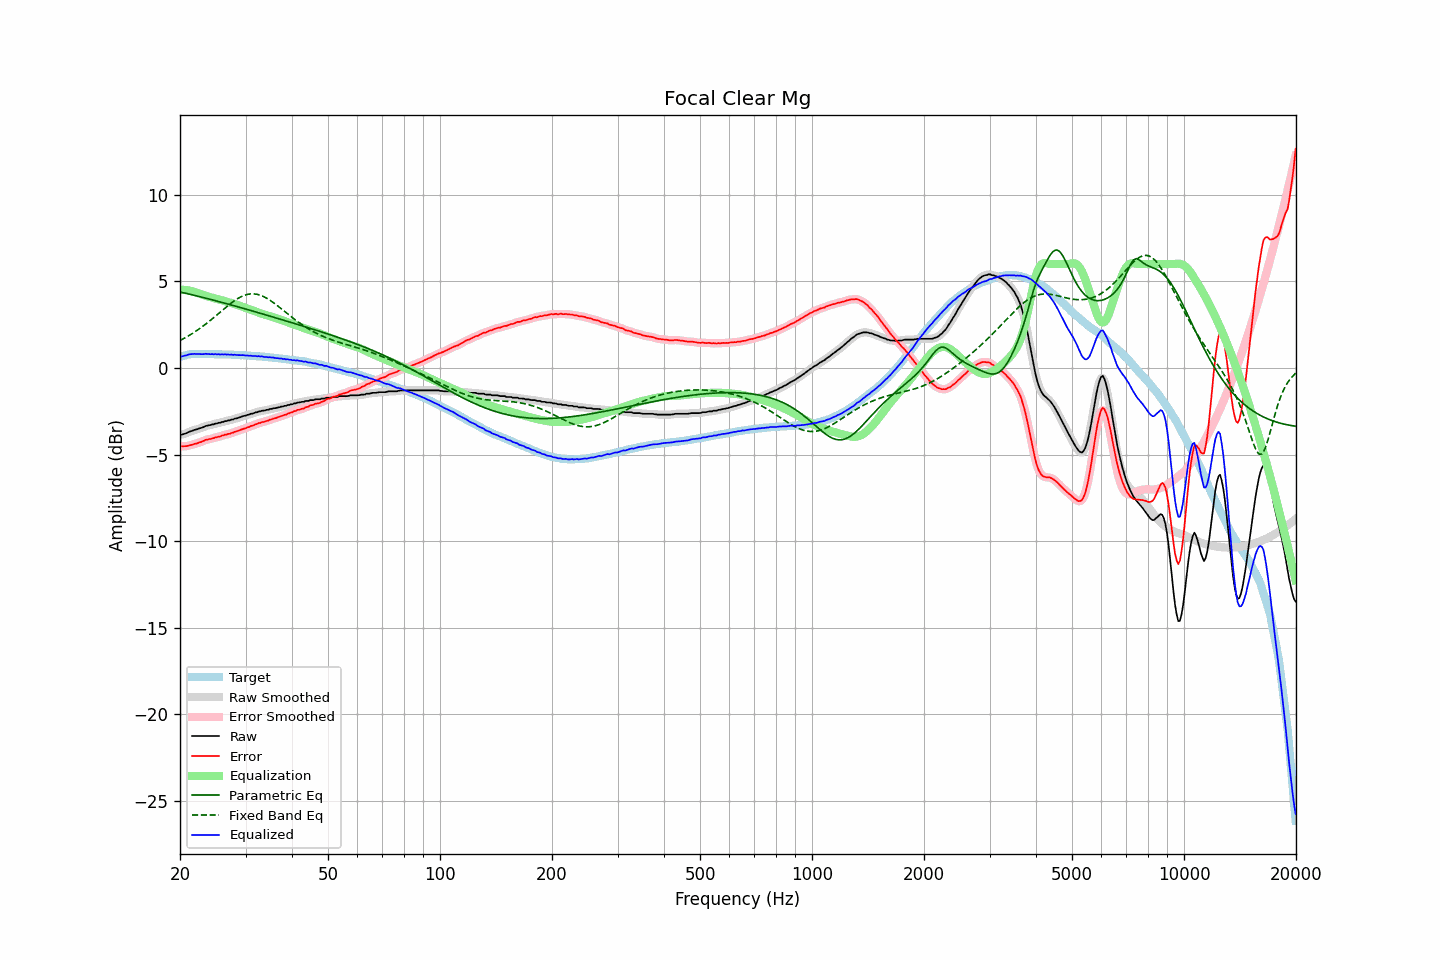 Focal Clear Mg
Amplitude (dBr)
10
5
0
−5
−10
−15
−20
−25
Target
Raw Smoothed
Error Smoothed
Raw
Error
Equalization
Parametric Eq
Fixed Band Eq
Equalized
20 50 100 200 500 1000 2000 5000 10000 20000
Frequency (Hz)